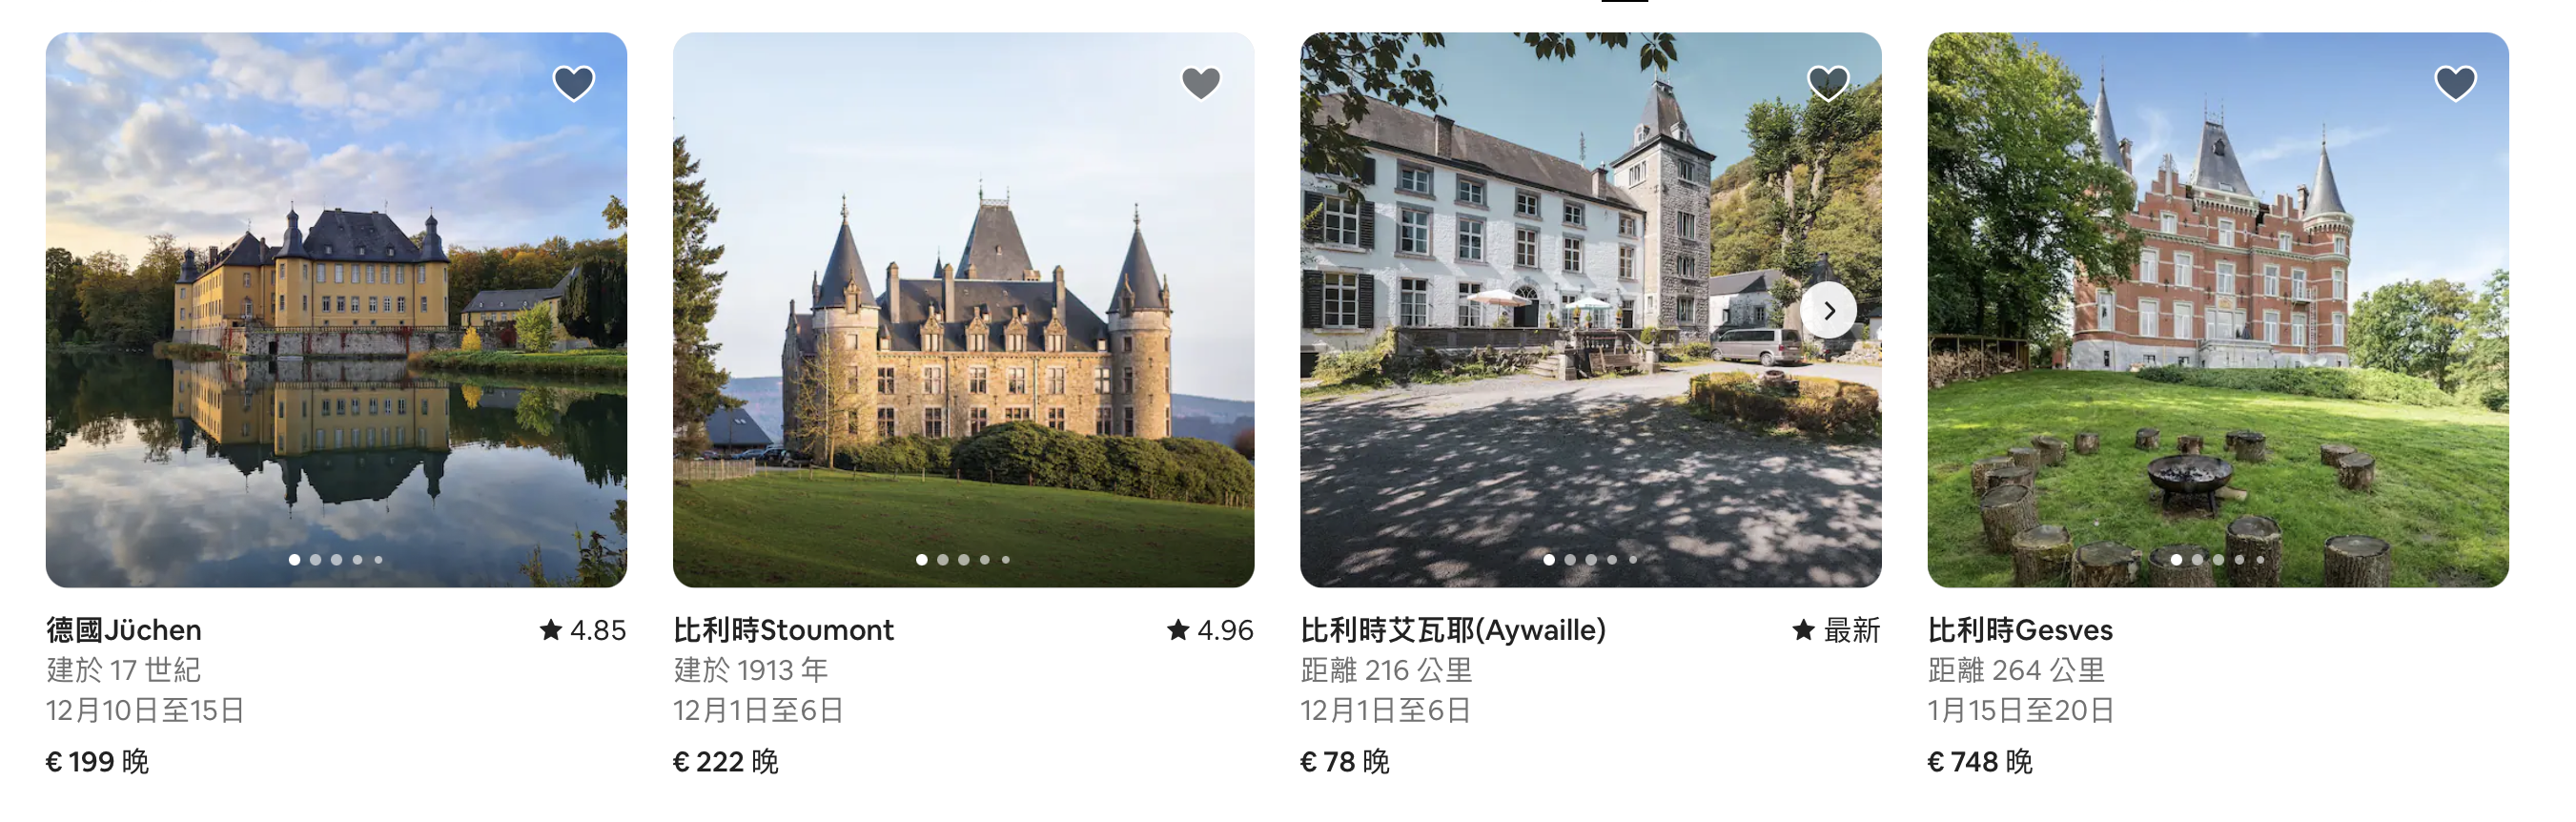 德國Jüchen
★ 4.85
建於 17 世紀
12月10日至15日
€ 199 晚
比利時Stoumont
★ 4.96
建於 1913 年
12月1日至6日
€ 222 晚
比利時艾瓦耶(Aywaille)
★ 最新
距離 216 公里
12月1日至6日
€ 78 晚
比利時Gesves
距離 264 公里
1月15日至20日
€ 748 晚